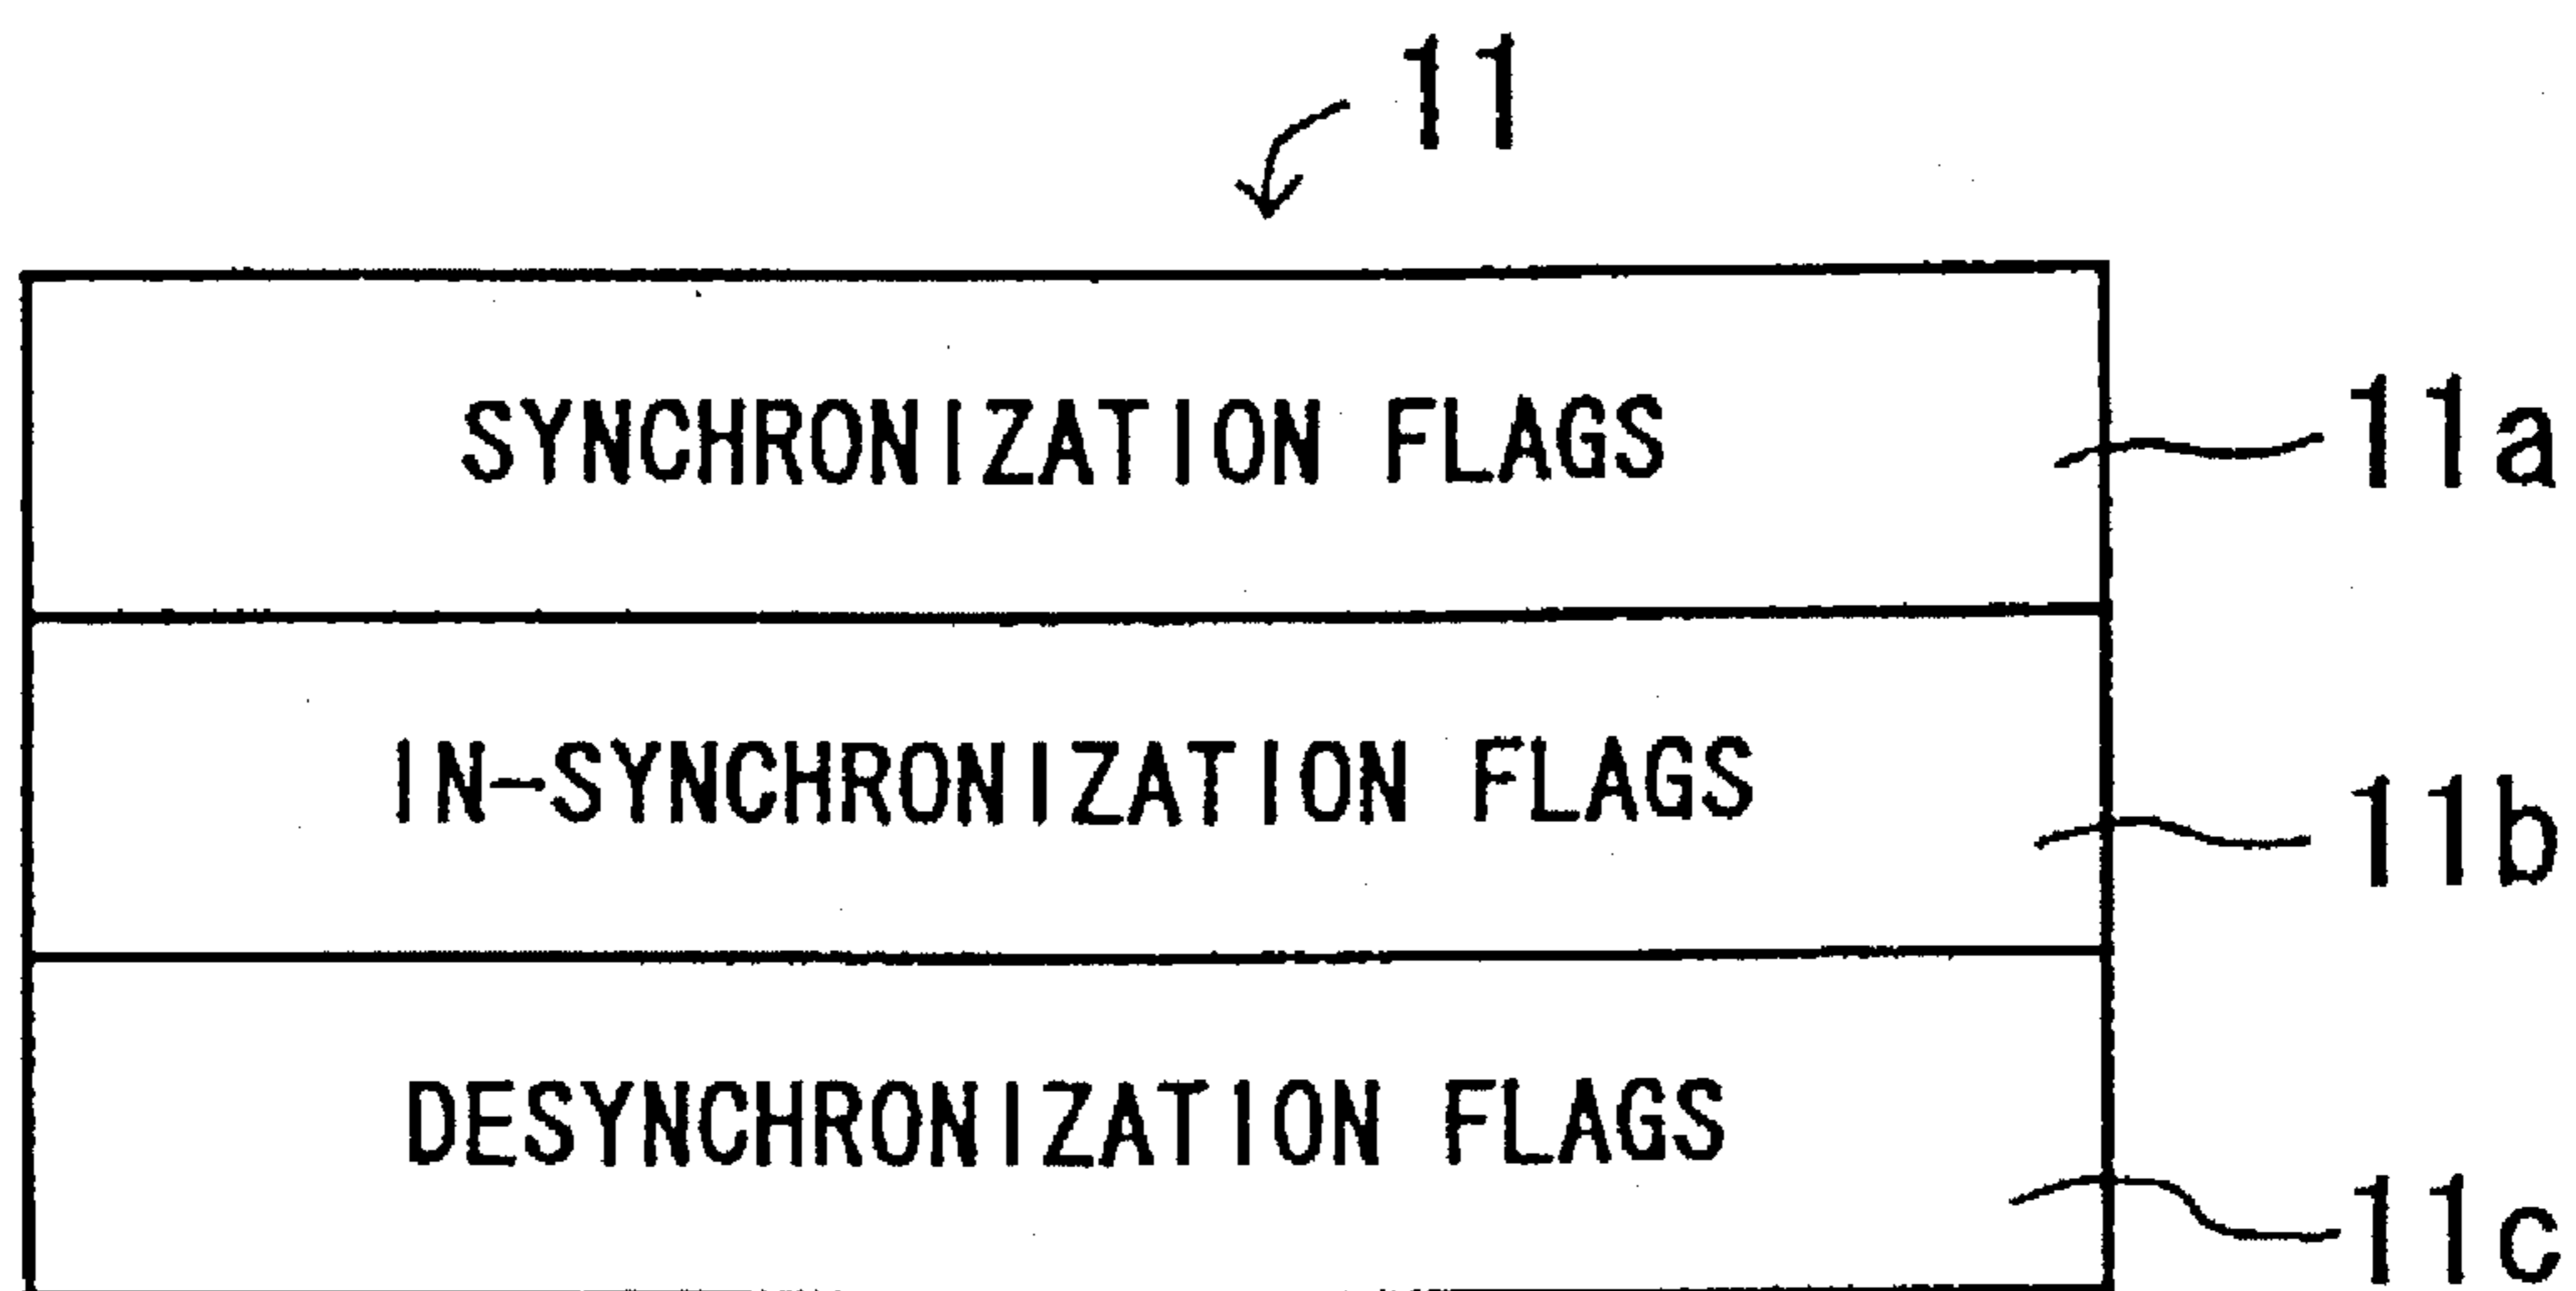 11
SYNCHRONIZATION FLAGS
11a
IN-SYNCHRONIZATION FLAGS
11b
DESYNCHRONIZATION FLAGS
11c